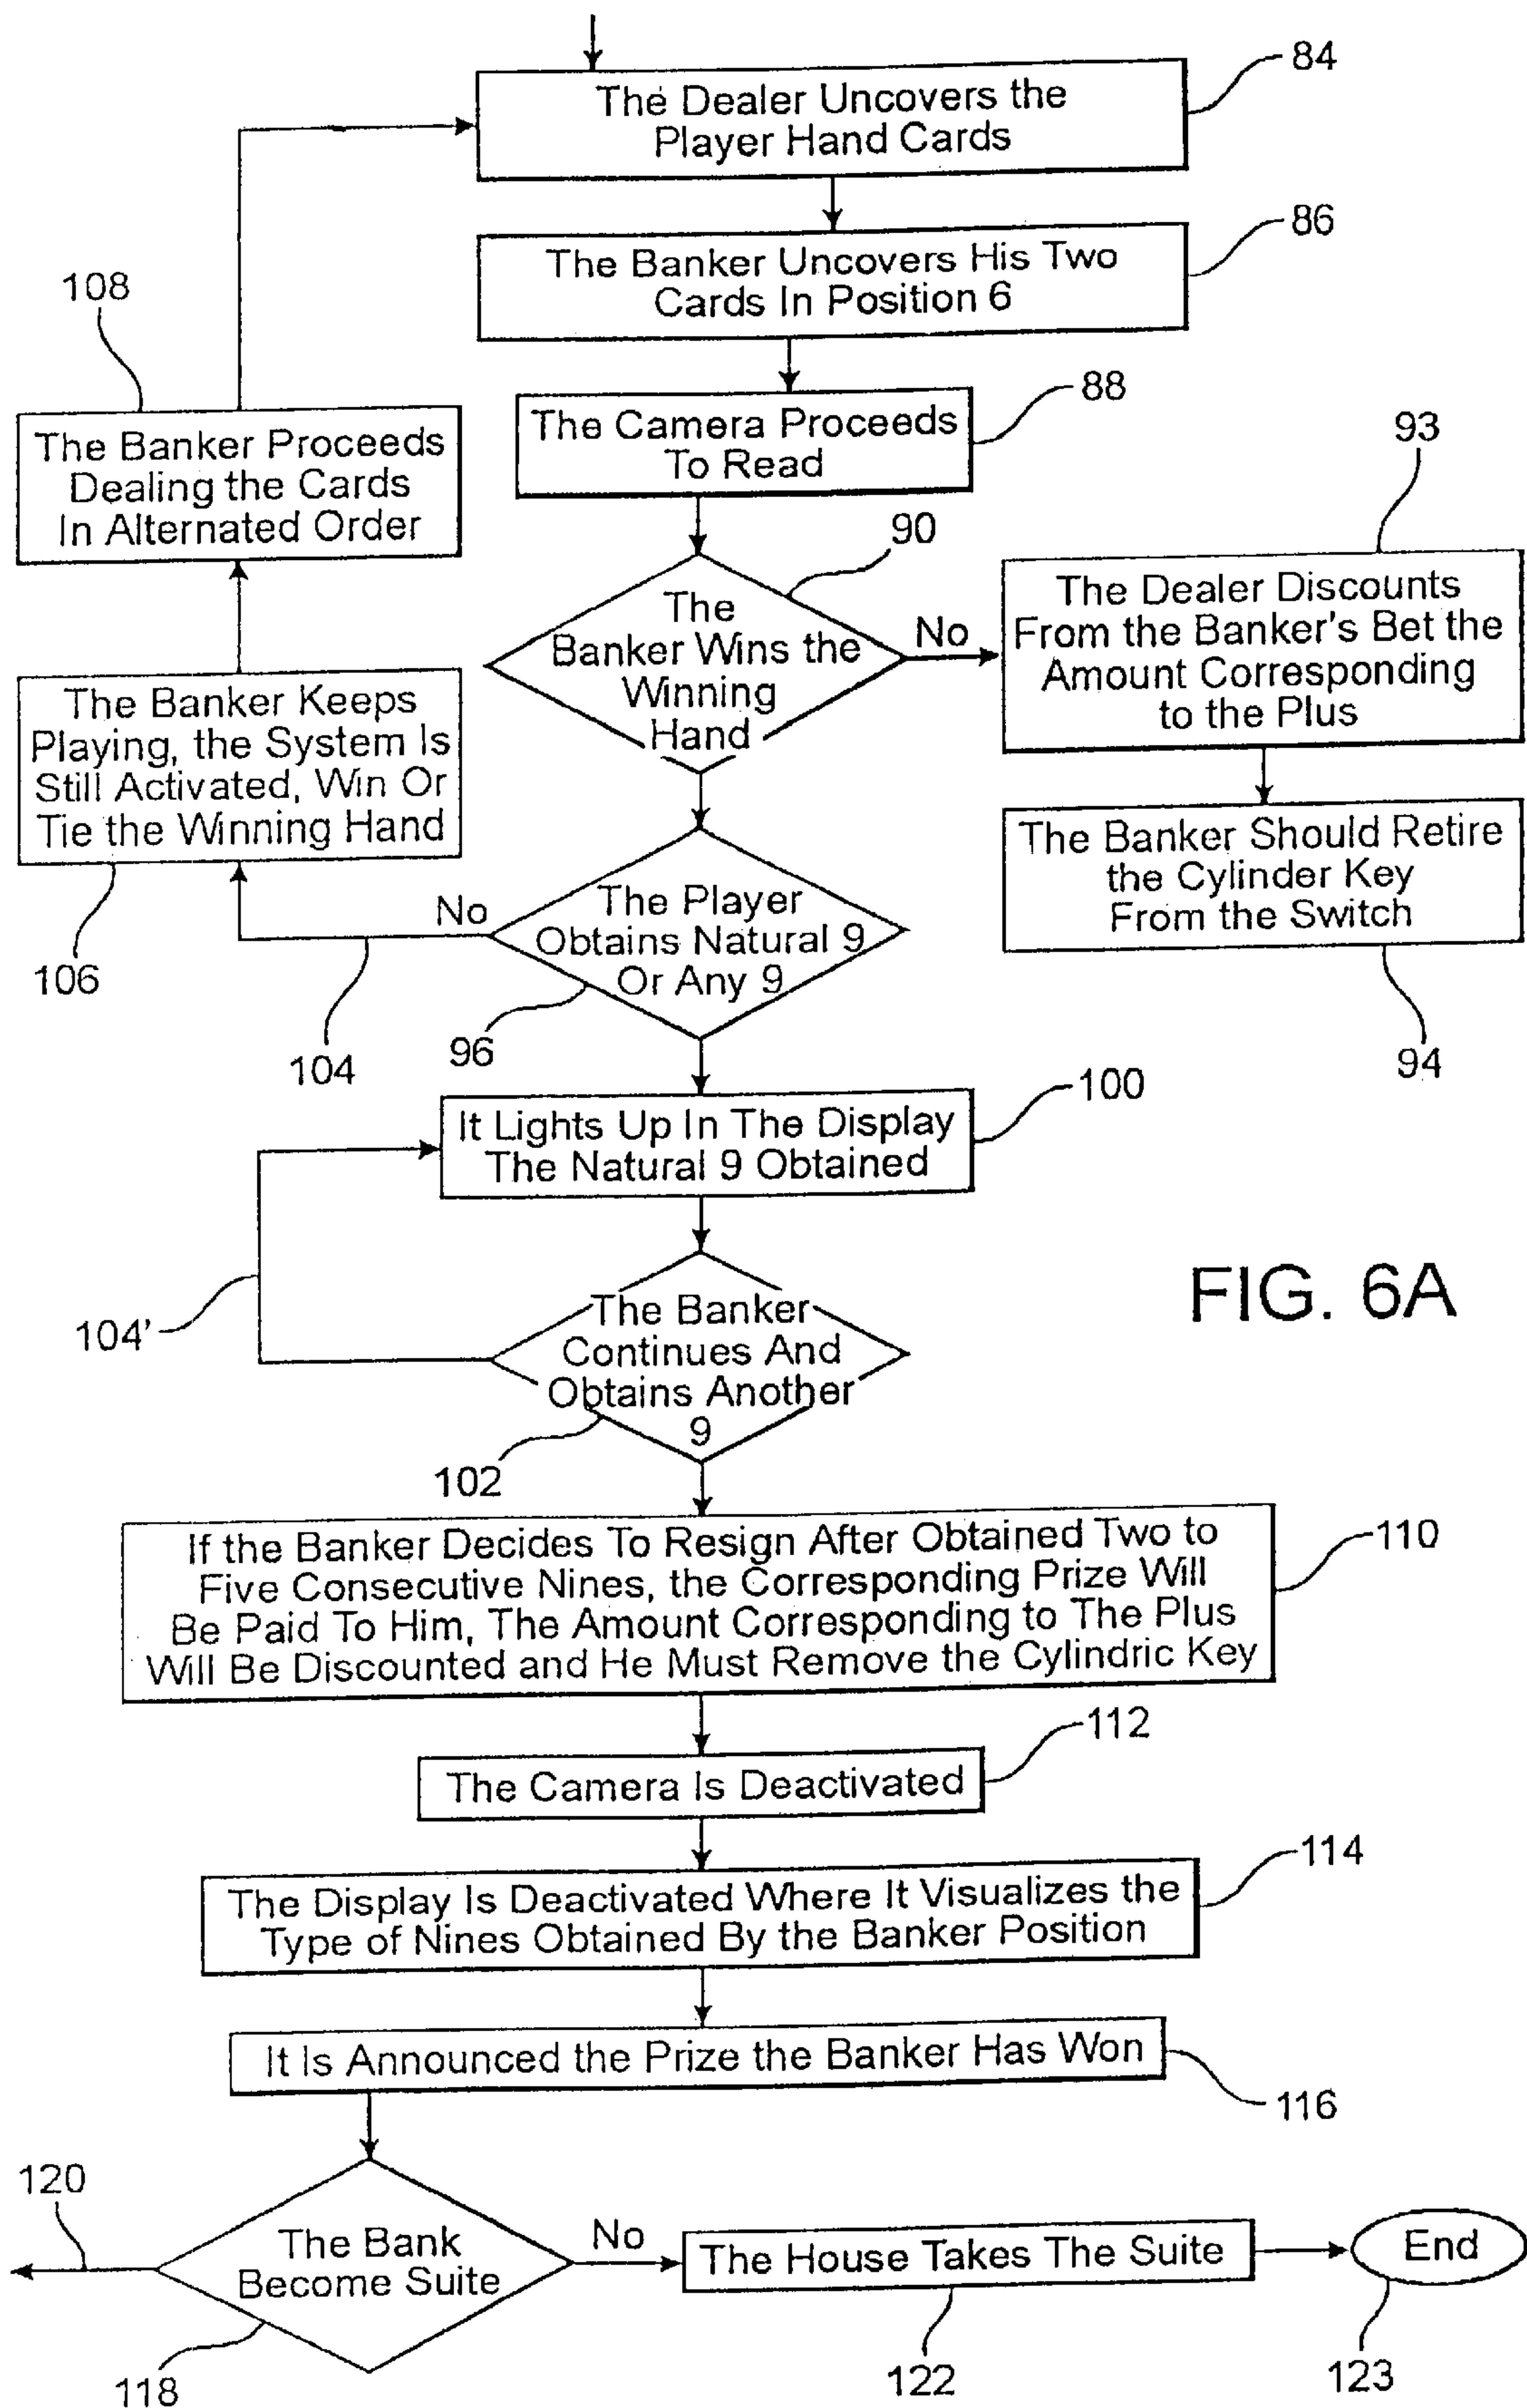 84
The Dealer Uncovers the
Player Hand Cards
86
The Banker Uncovers His Two
Cards In Position 6
108
88
The Camera Proceeds
To Read
93
The Banker Proceeds
Dealing the Cards
In Alternated Order
90
The
Banker Wins the
Winning
Hand
No
The Dealer Discounts
From the Banker's Bet the
Amount Corresponding
to the Plus
The Banker Keeps
Playing, the System Is
Still Activated, Win Or
Tie the Winning Hand
The Banker Should Retire
the Cylinder Key
From the Switch
No
The Player
Obtains Natural 9
Or Any 9
106
104
96
94
100
It Lights Up In The Display
The Natural 9 Obtained
FIG. 6A
104'
The Banker
Continues And
Obtains Another
9
102
If the Banker Decides To Resign After Obtained Two to
Five Consecutive Nines, the Corresponding Prize Will
Be Paid To Him, The Amount Corresponding to The Plus
Will Be Discounted and He Must Remove the Cylindric Key
110
112
The Camera Is Deactivated
114
The Display Is Deactivated Where It Visualizes the
Type of Nines Obtained By the Banker Position
It Is Announced the Prize the Banker Has Won
116
120
The Bank
Become Suite
No
The House Takes The Suite
End
118
122
123